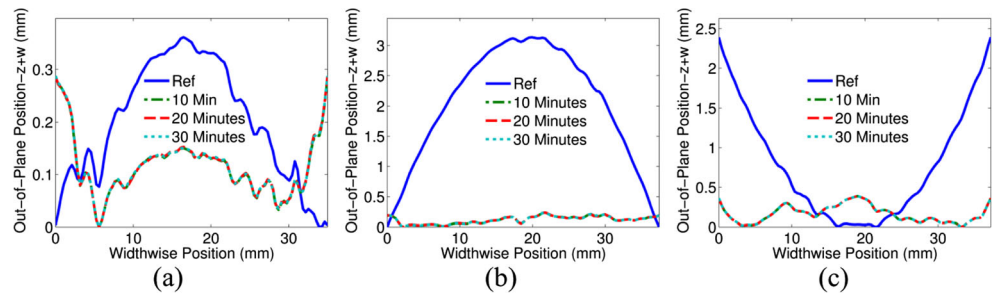 Out-of-Plane Position-z+w (mm)
0.3
0.2
0.1
0
0
10
20
30
Ref
10 Min
20 Minutes
30 Minutes
Widthwise Position (mm)
(a)
Out-of-Plane Position-z+w (mm)
3
2.5
2
1.5
1
0.5
0
0
10
20
30
Ref
10 Minutes
20 Minutes
30 Minutes
Widthwise Position (mm)
(b)
Out-of-Plane Position-z+w (mm)
2.5
2
1.5
1
0.5
0
0
10
20
30
Ref
10 Min
20 Minutes
30 Minutes
Widthwise Position (mm)
(c)